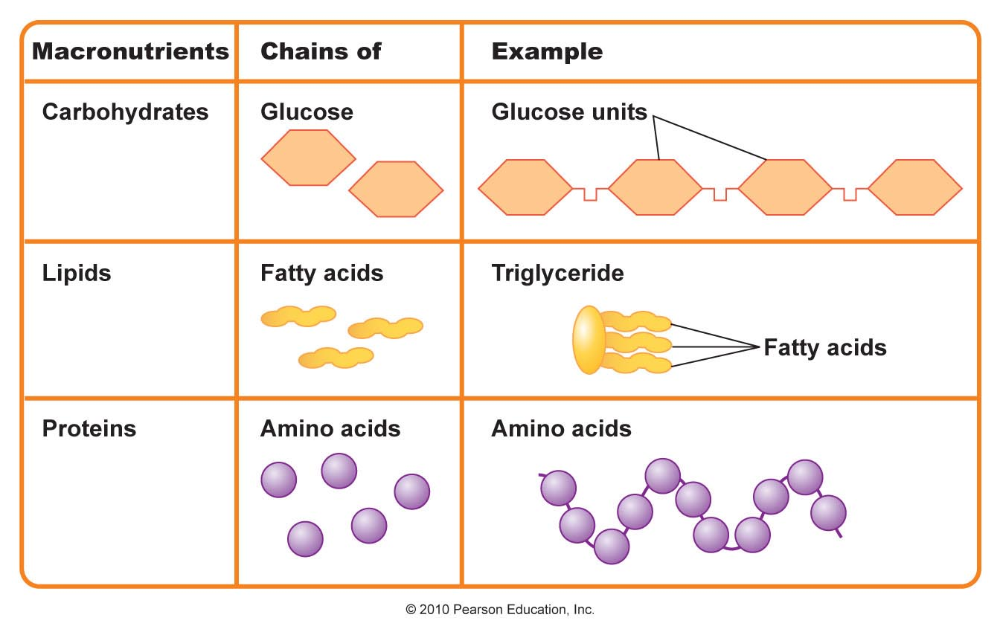 Macronutrients Chains of Example
Carbohydrates Glucose Glucose units
Lipids Fatty acids Triglyceride
Fatty acids
Proteins Amino acids Amino acids
© 2010 Pearson Education, Inc.